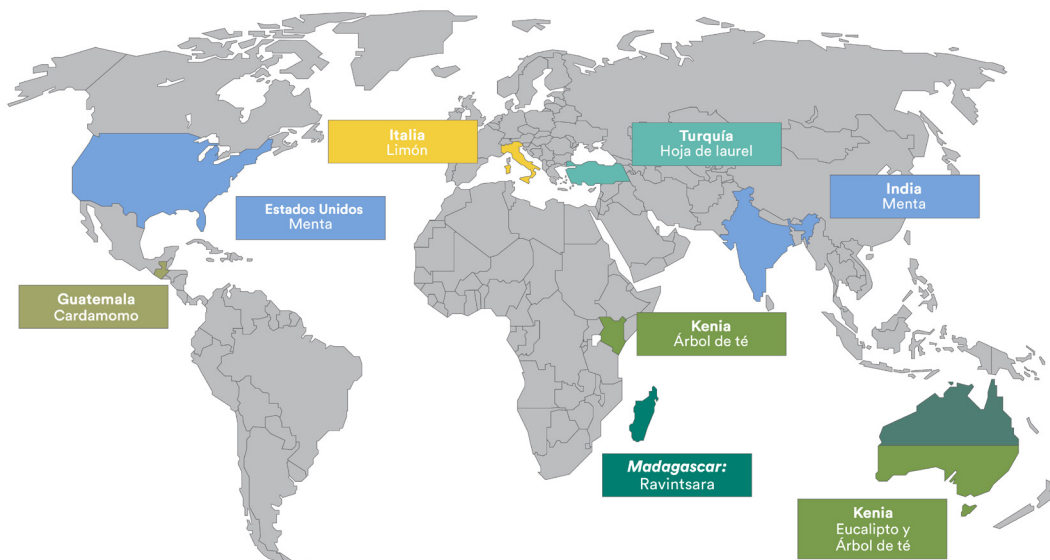 Italia
Limón
Turquía
Hoja de laurel
Estados Unidos
Menta
India
Menta
Guatemala
Cardamomo
Kenia
Árbol de té
Madagascar:
Ravintsara
Kenia
Eucalipto y
Árbol de té